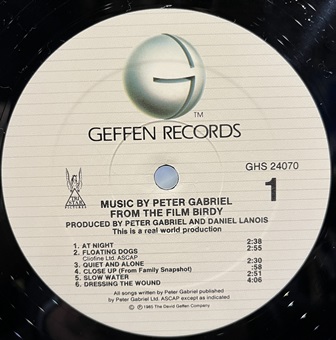 TM
GEFFEN RECORDS
GHS 24070
1
MUSIC BY PETER GABRIEL
FROM THE FILM BIRDY
PRODUCED BY PETER GABRIEL AND DANIEL LANOIS
This is a real world production
1. AT NIGHT 2:38
2. FLOATING DOGS 2:55
Cliofine Ltd. ASCAP
3. QUIET AND ALONE 2:30
4. CLOSE UP (From Family Snapshot) :58
5. SLOW WATER 2:51
6. DRESSING THE WOUND 4:06
All songs written by Peter Gabriel published
by Peter Gabriel Ltd. ASCAP except as indicated
℗ © 1985 The David Geffen Company